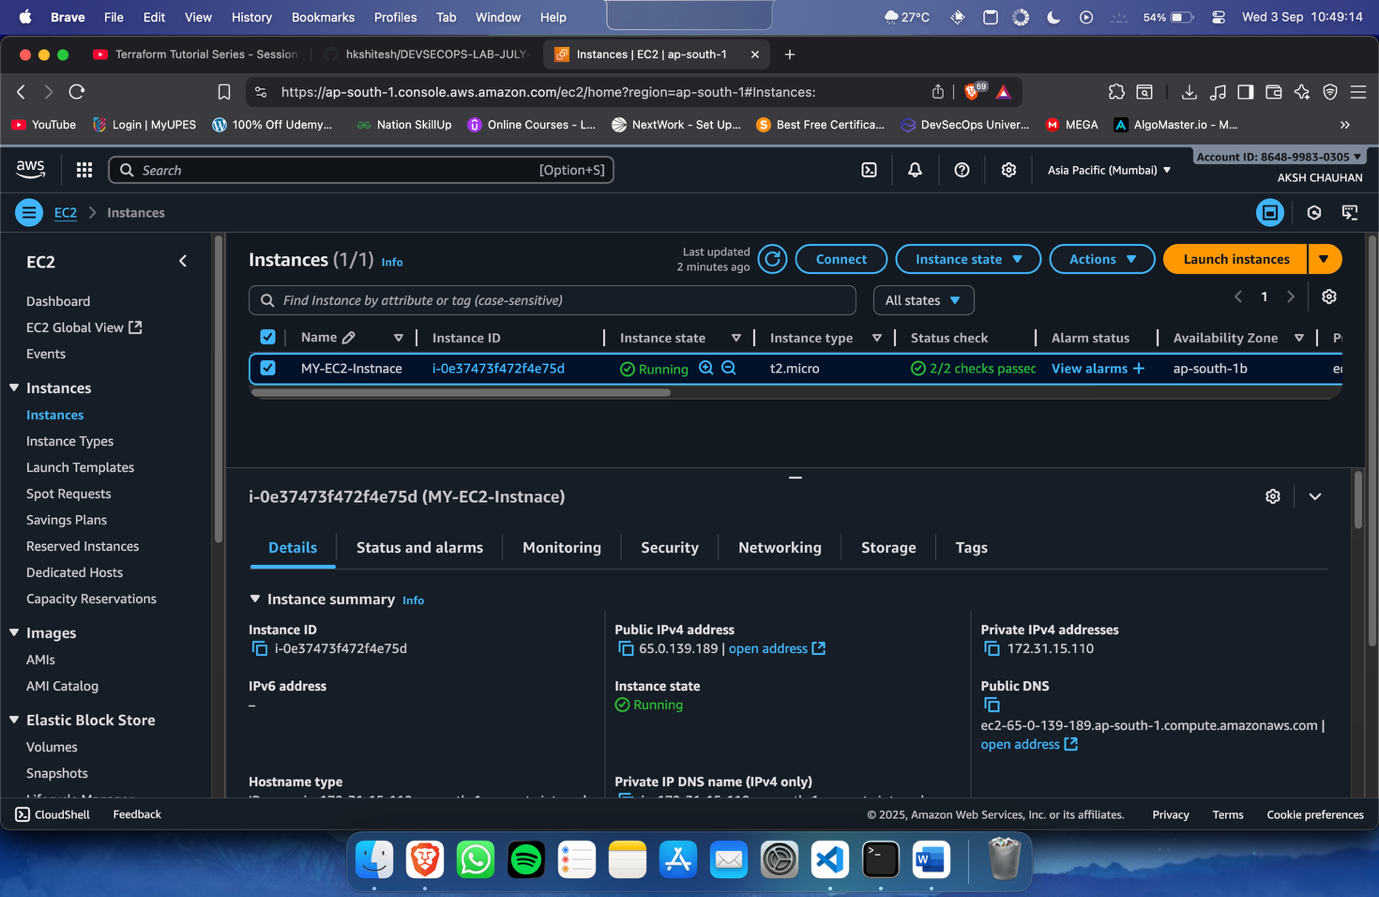 Brave File Edit View History Bookmarks Profiles Tab Window Help 27°C 54% Wed 3 Sep 10:49:14
Terraform Tutorial Series - Session hkshitesh/DEVSECOPS-LAB-JULY- Instances | EC2 | ap-south-1
https://ap-south-1.console.aws.amazon.com/ec2/home?region=ap-south-1#Instances: 69
YouTube Login | MyUPES 100% Off Udemy... Nation SkillUp Online Courses - L... NextWork - Set Up... Best Free Certifica... DevSecOps Univer... MEGA AlgoMaster.io - M...
aws Search [Option+S] Asia Pacific (Mumbai) Account ID: 8648-9983-0305
AKSH CHAUHAN
EC2 Instances
EC2
Dashboard
EC2 Global View
Events
Instances
Instances
Instance Types
Launch Templates
Spot Requests
Savings Plans
Reserved Instances
Dedicated Hosts
Capacity Reservations
Images
AMIs
AMI Catalog
Elastic Block Store
Volumes
Snapshots
Instances (1/1) Info Last updated
2 minutes ago Connect Instance state Actions Launch instances
Find Instance by attribute or tag (case-sensitive) All states 1
Name Instance ID Instance state Instance type Status check Alarm status Availability Zone
MY-EC2-Instnace i-0e37473f472f4e75d Running t2.micro 2/2 checks passed View alarms + ap-south-1b
i-0e37473f472f4e75d (MY-EC2-Instnace)
Details Status and alarms Monitoring Security Networking Storage Tags
Instance summary Info
Instance ID
i-0e37473f472f4e75d
Public IPv4 address
65.0.139.189 | open address
Private IPv4 addresses
172.31.15.110
IPv6 address
–
Instance state
Running
Public DNS
ec2-65-0-139-189.ap-south-1.compute.amazonaws.com |
open address
Hostname type
Private IP DNS name (IPv4 only)
CloudShell Feedback © 2025, Amazon Web Services, Inc. or its affiliates. Privacy Terms Cookie preferences